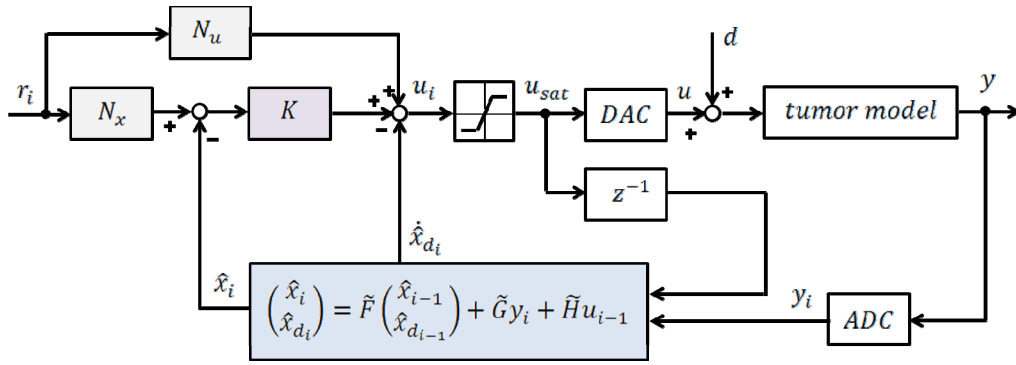 N_u
d
r_i
N_x
+
−
K
+
+
−
u_i
u_sat
DAC
u
+
+
tumor model
y
z^{-1}
x̂_i
\dot{x̂}_{d_i}
(x̂_i x̂_{d_i}) = F̃ (x̂_{i−1} x̂_{d_{i−1}}) + G̃y_i + H̃u_{i−1}
y_i
ADC